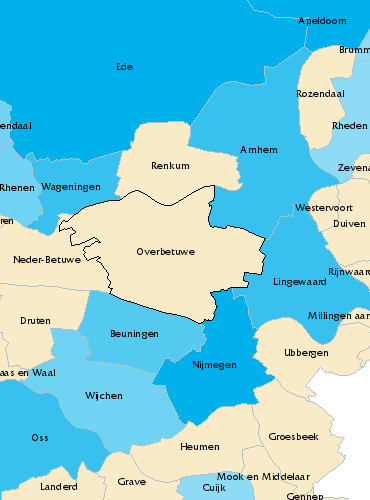 Apeldoorn
Brumm
Ede
Rozendaal
endaal
Rheden
Arnhem
Renkum
Zevena
Rhenen
Wageningen
Westervoort
ren
Duiven
Overbetuwe
Neder-Betuwe
Rijnwaard
Lingewaard
Millingen aan
Druten
Beuningen
Ubbergen
Nijmegen
aas en Waal
Wijchen
Oss
Groesbeek
Heumen
Mook en Middelaar
Grave
Landerd
Cuijk
Gennep